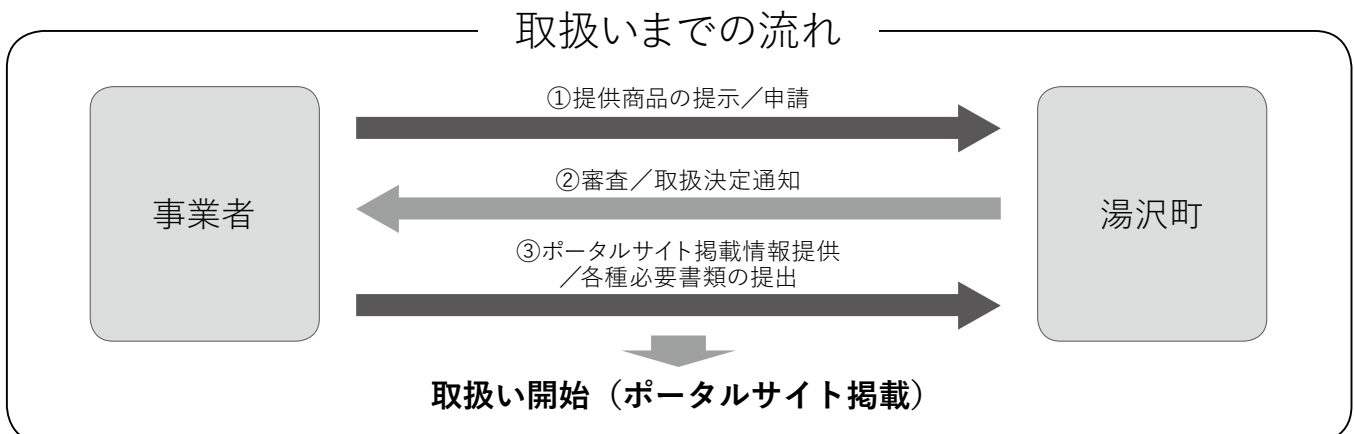 取扱いまでの流れ
事業者
①提供商品の提示／申請
②審査／取扱決定通知
③ポータルサイト掲載情報提供
／各種必要書類の提出
湯沢町
取扱い開始（ポータルサイト掲載）